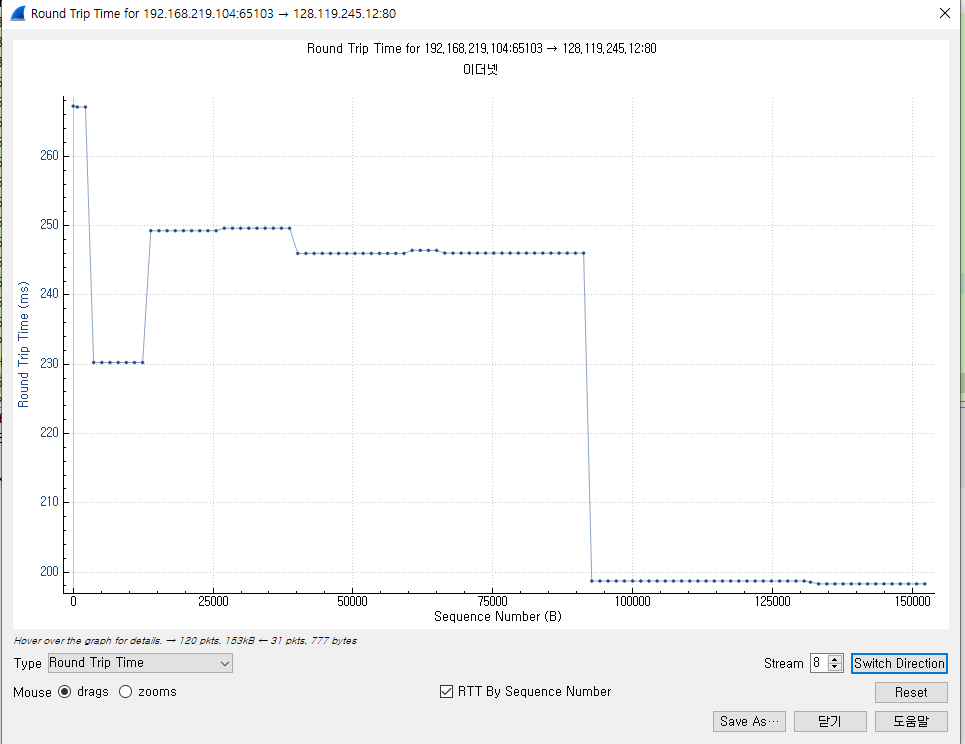 Round Trip Time for 192.168.219.104:65103 → 128.119.245.12:80
Round Trip Time for 192.168.219.104:65103 → 128.119.245.12:80
이더넷
Round Trip Time (ms)
260
250
240
230
220
210
200
0 25000 50000 75000 100000 125000 150000
Sequence Number (B)
Hover over the graph for details. → 120 pkts, 153kB ← 31 pkts, 777 bytes
Type Round Trip Time Stream 8 Switch Direction
Mouse drags zooms RTT By Sequence Number Reset
Save As… 닫기 도움말